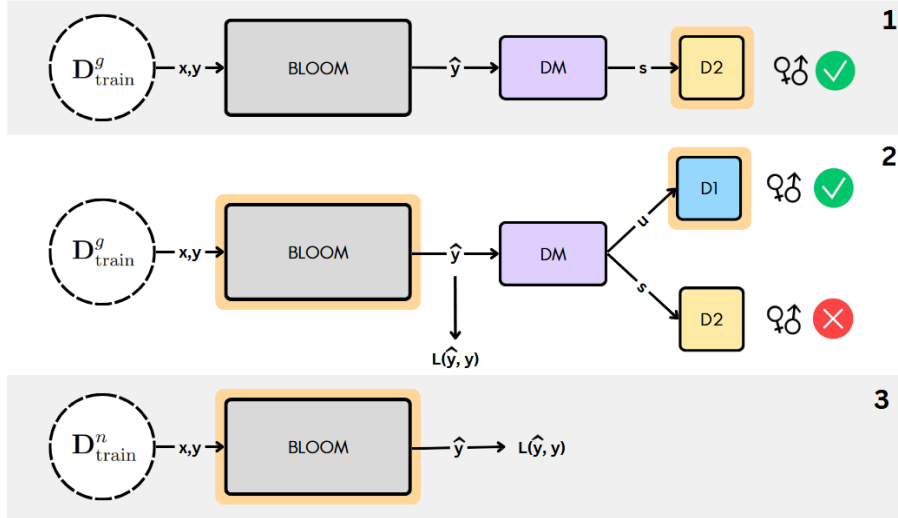 1
D^g_train x,y BLOOM ŷ DM s D2
2
D^g_train x,y BLOOM ŷ DM u D1
s D2
L(ŷ, y)
3
D^n_train x,y BLOOM ŷ L(ŷ, y)